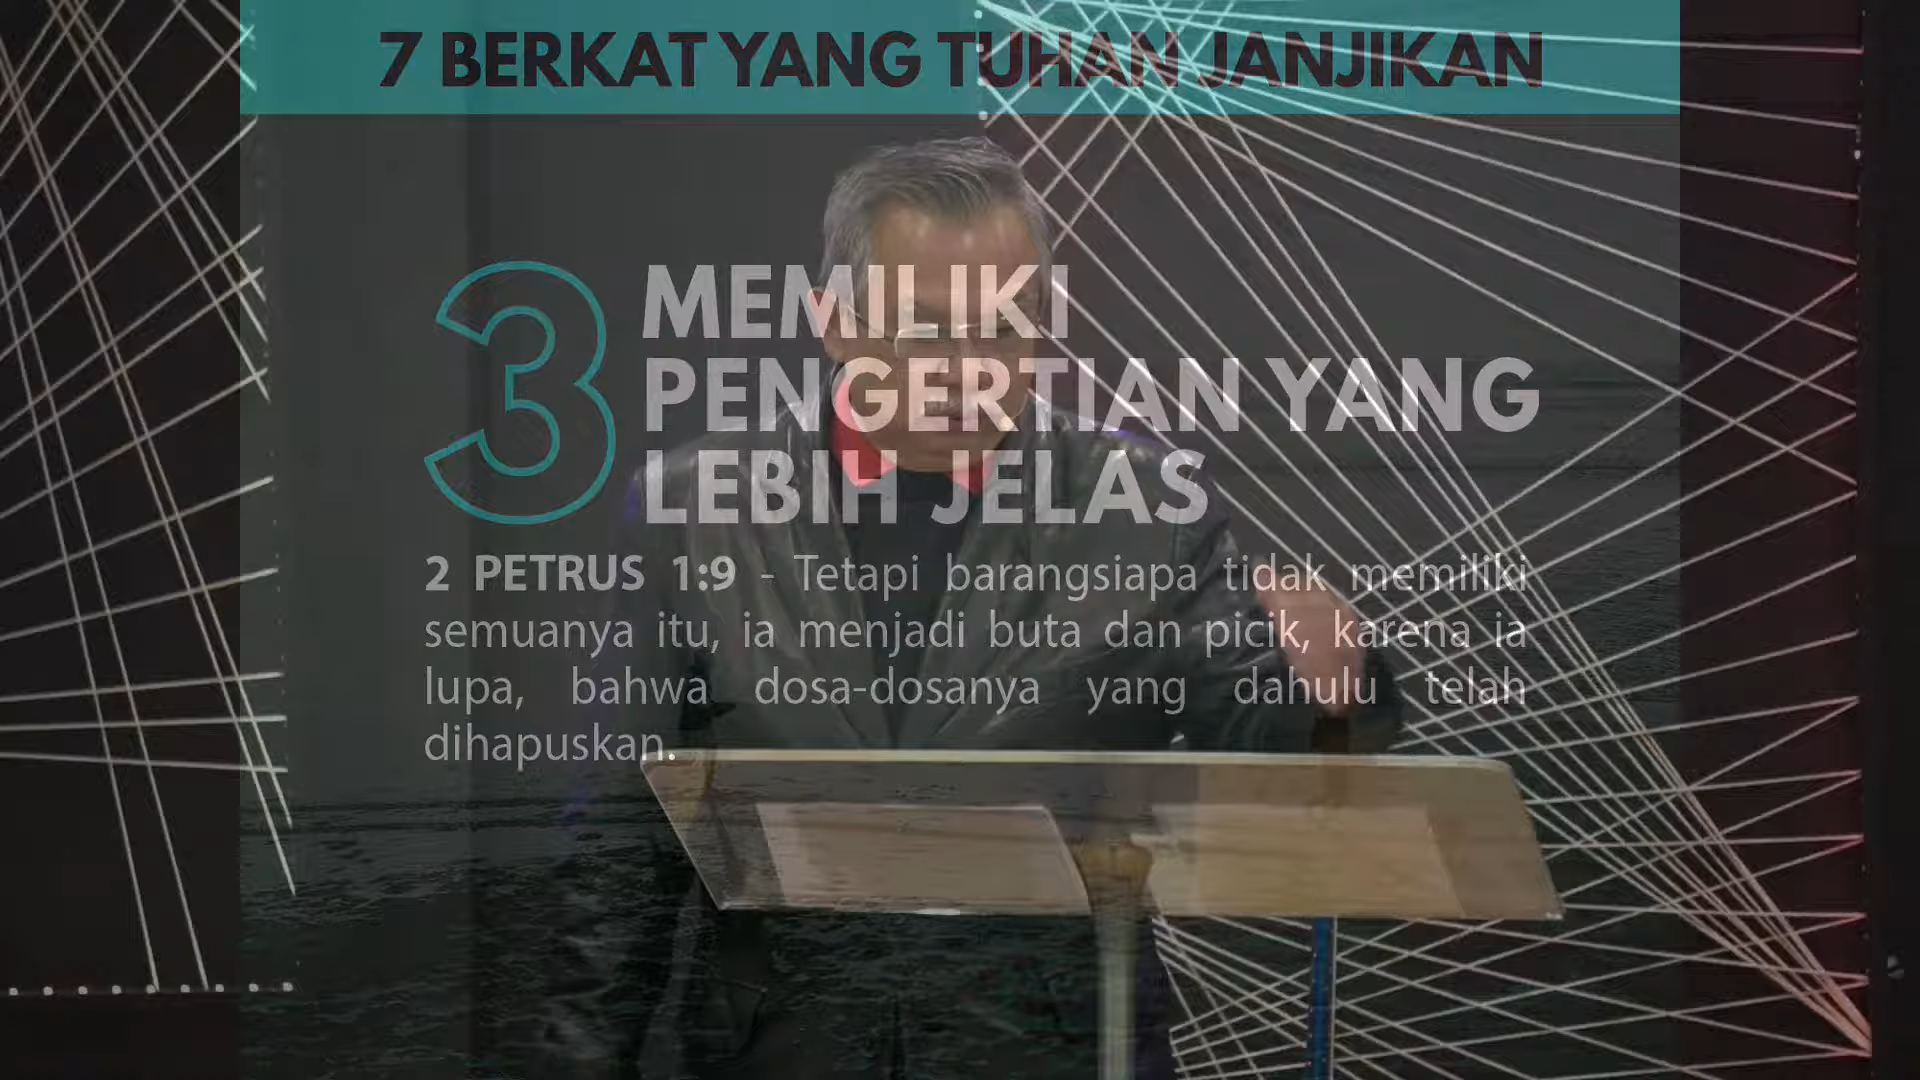 7 BERKAT YANG TUHAN JANJIKAN
3
MEMILIKI
PENGERTIAN YANG
LEBIH JELAS
2 PETRUS 1:9 - Tetapi barangsiapa tidak memiliki
semuanya itu, ia menjadi buta dan picik, karena ia
lupa, bahwa dosa-dosanya yang dahulu telah
dihapuskan.